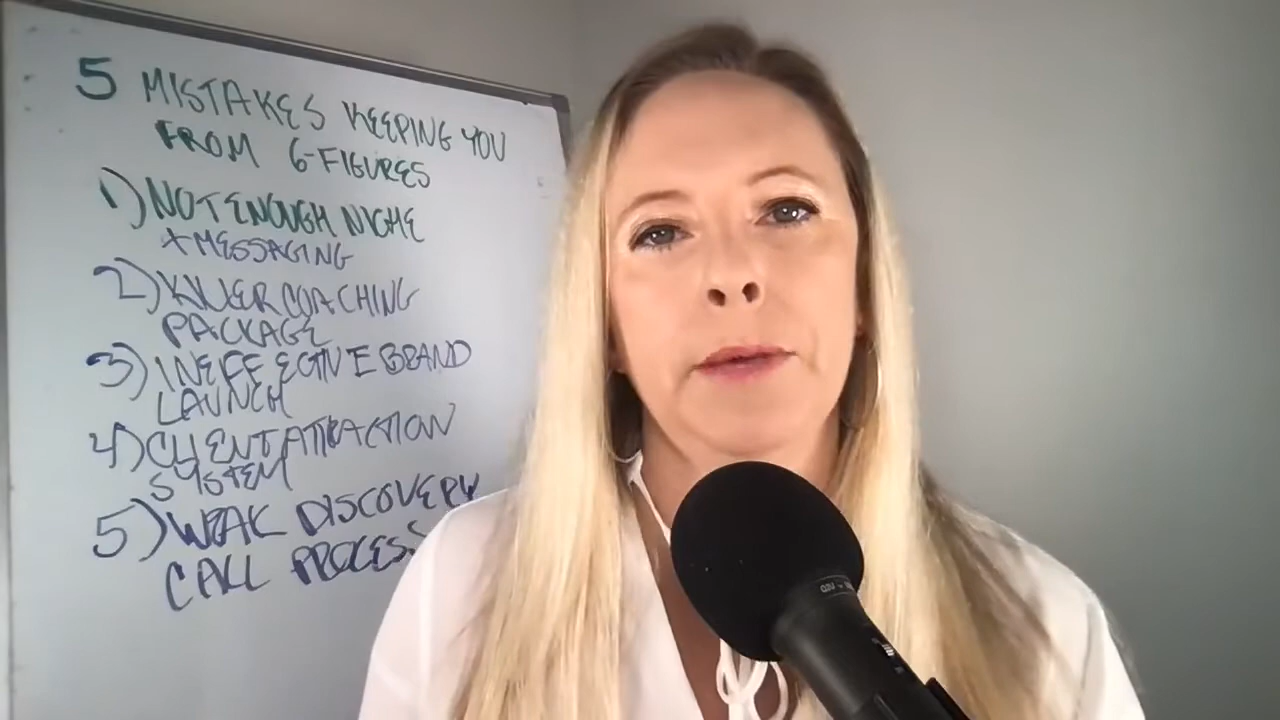 5 MISTAKES KEEPING YOU
FROM 6-FIGURES
1) NOT ENOUGH NICHE
+ MESSAGING
2) KILLER COACHING
PACKAGE
3) INEFFECTIVE BRAND
LAUNCH
4) CLIENT ATTRACTION
SYSTEM
5) WEAK DISCOVERY
CALL PROCESS